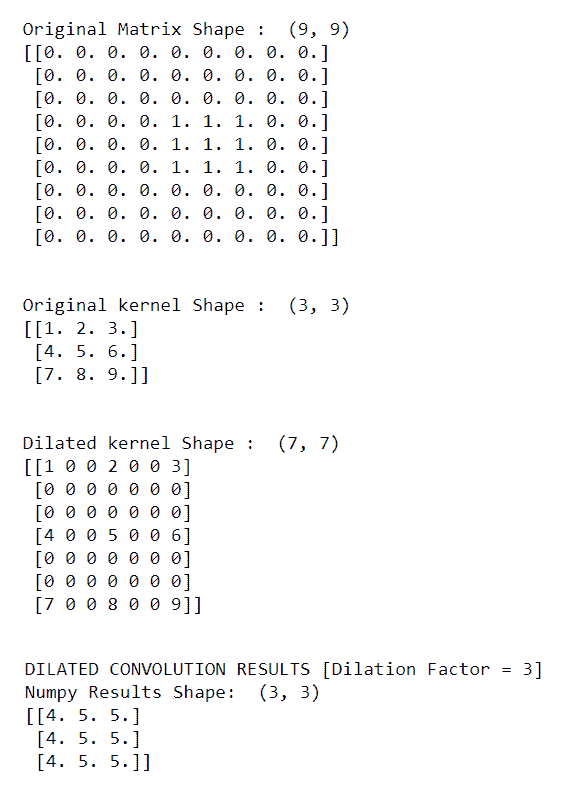 Original Matrix Shape :  (9, 9)
[[0. 0. 0. 0. 0. 0. 0. 0. 0.]
 [0. 0. 0. 0. 0. 0. 0. 0. 0.]
 [0. 0. 0. 0. 0. 0. 0. 0. 0.]
 [0. 0. 0. 0. 1. 1. 1. 0. 0.]
 [0. 0. 0. 0. 1. 1. 1. 0. 0.]
 [0. 0. 0. 0. 1. 1. 1. 0. 0.]
 [0. 0. 0. 0. 0. 0. 0. 0. 0.]
 [0. 0. 0. 0. 0. 0. 0. 0. 0.]
 [0. 0. 0. 0. 0. 0. 0. 0. 0.]]
Original kernel Shape :  (3, 3)
[[1. 2. 3.]
 [4. 5. 6.]
 [7. 8. 9.]]
Dilated kernel Shape :  (7, 7)
[[1 0 0 2 0 0 3]
 [0 0 0 0 0 0 0]
 [0 0 0 0 0 0 0]
 [4 0 0 5 0 0 6]
 [0 0 0 0 0 0 0]
 [0 0 0 0 0 0 0]
 [7 0 0 8 0 0 9]]
DILATED CONVOLUTION RESULTS [Dilation Factor = 3]
Numpy Results Shape:  (3, 3)
[[4. 5. 5.]
 [4. 5. 5.]
 [4. 5. 5.]]